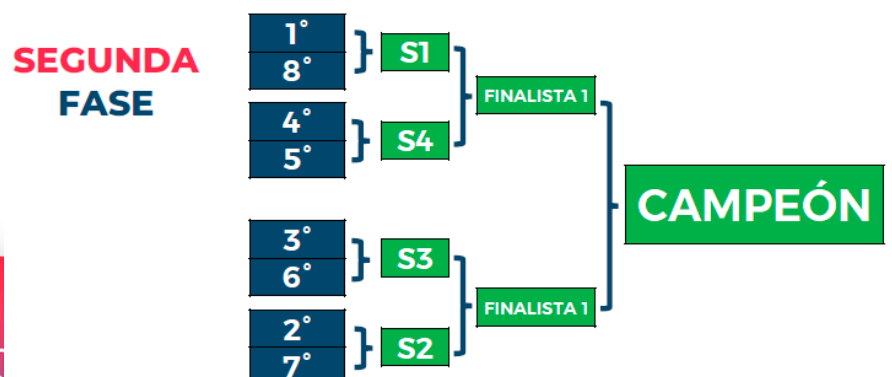 SEGUNDA
FASE
1°
8°
S1
4°
5°
S4
FINALISTA 1
3°
6°
S3
2°
7°
S2
FINALISTA 1
CAMPEÓN